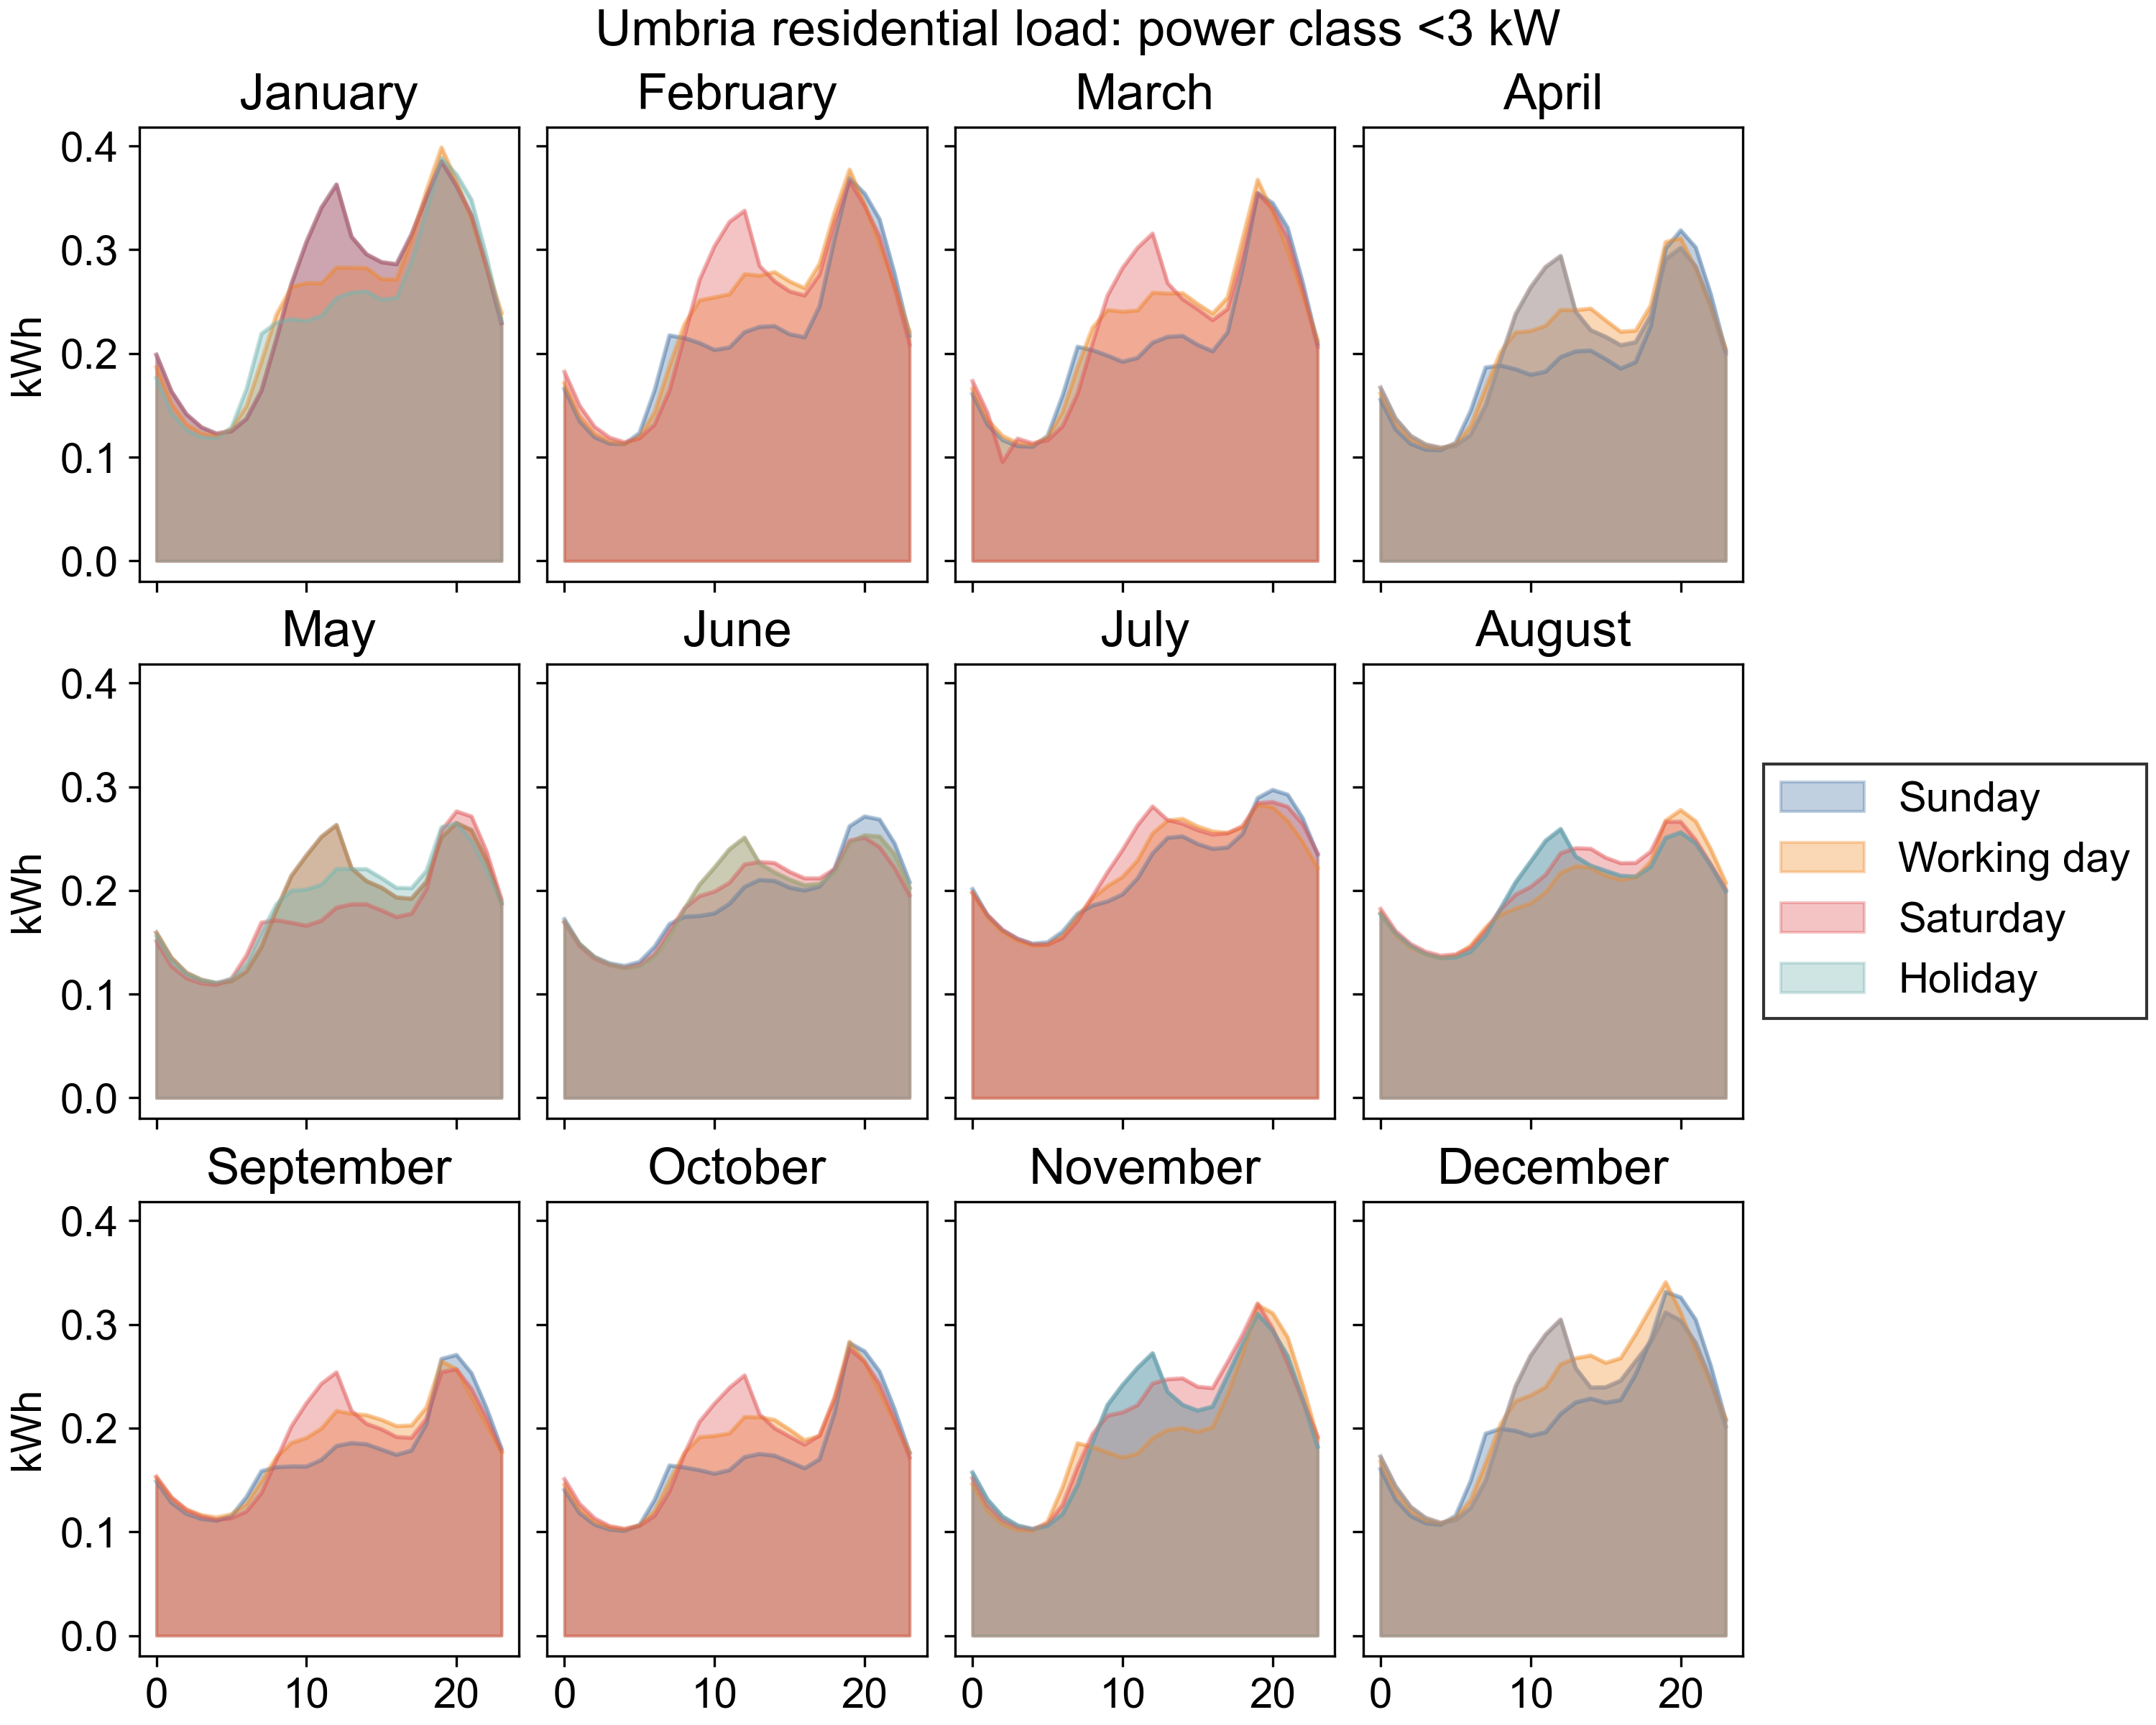 Umbria residential load: power class <3 kW
January February March April
0.4
0.3
0.2
0.1
0.0
kWh
May June July August
0.4
0.3
0.2
0.1
0.0
kWh
Sunday
Working day
Saturday
Holiday
September October November December
0.4
0.3
0.2
0.1
0.0
kWh
0 10 20 0 10 20 0 10 20 0 10 20